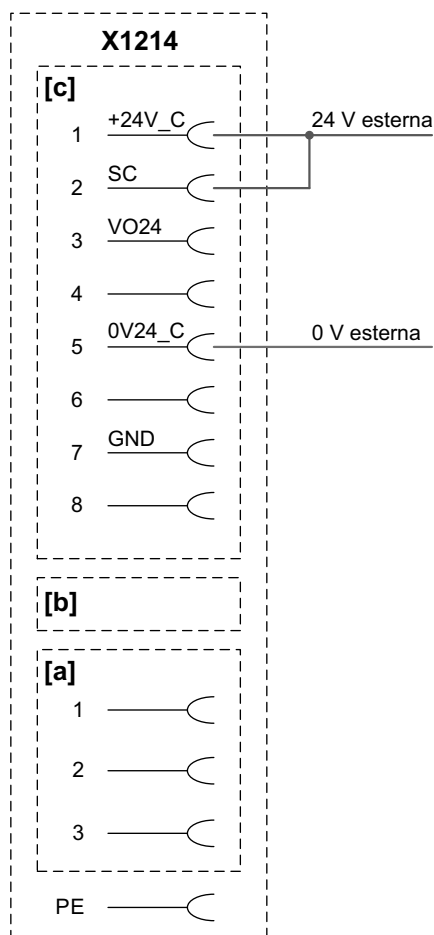 X1214
[c]
1 +24V_C 24 V esterna
2 SC
3 VO24
4
5 0V24_C 0 V esterna
6
7 GND
8
[b]
[a]
1
2
3
PE